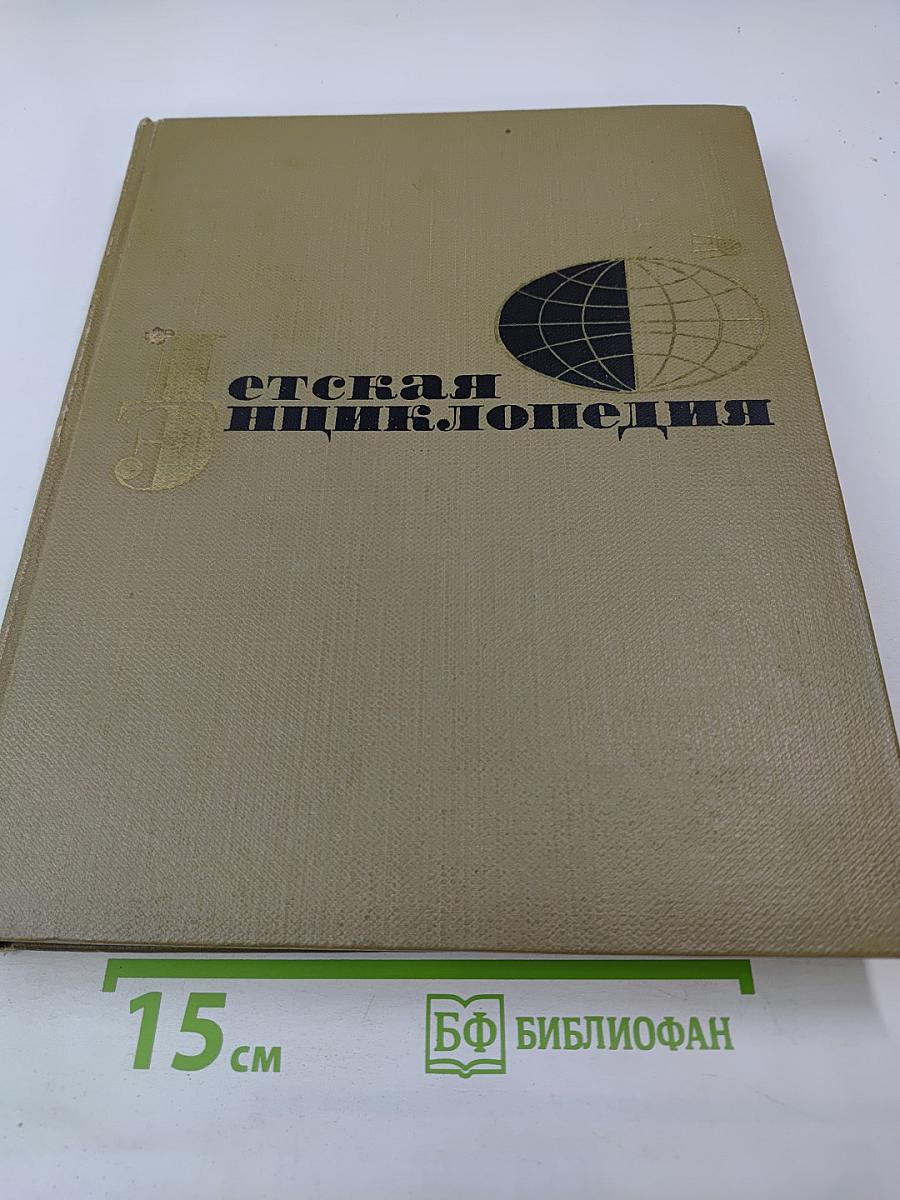 Детская
Энциклопедия
15 см
БФ БИБЛИОФАН